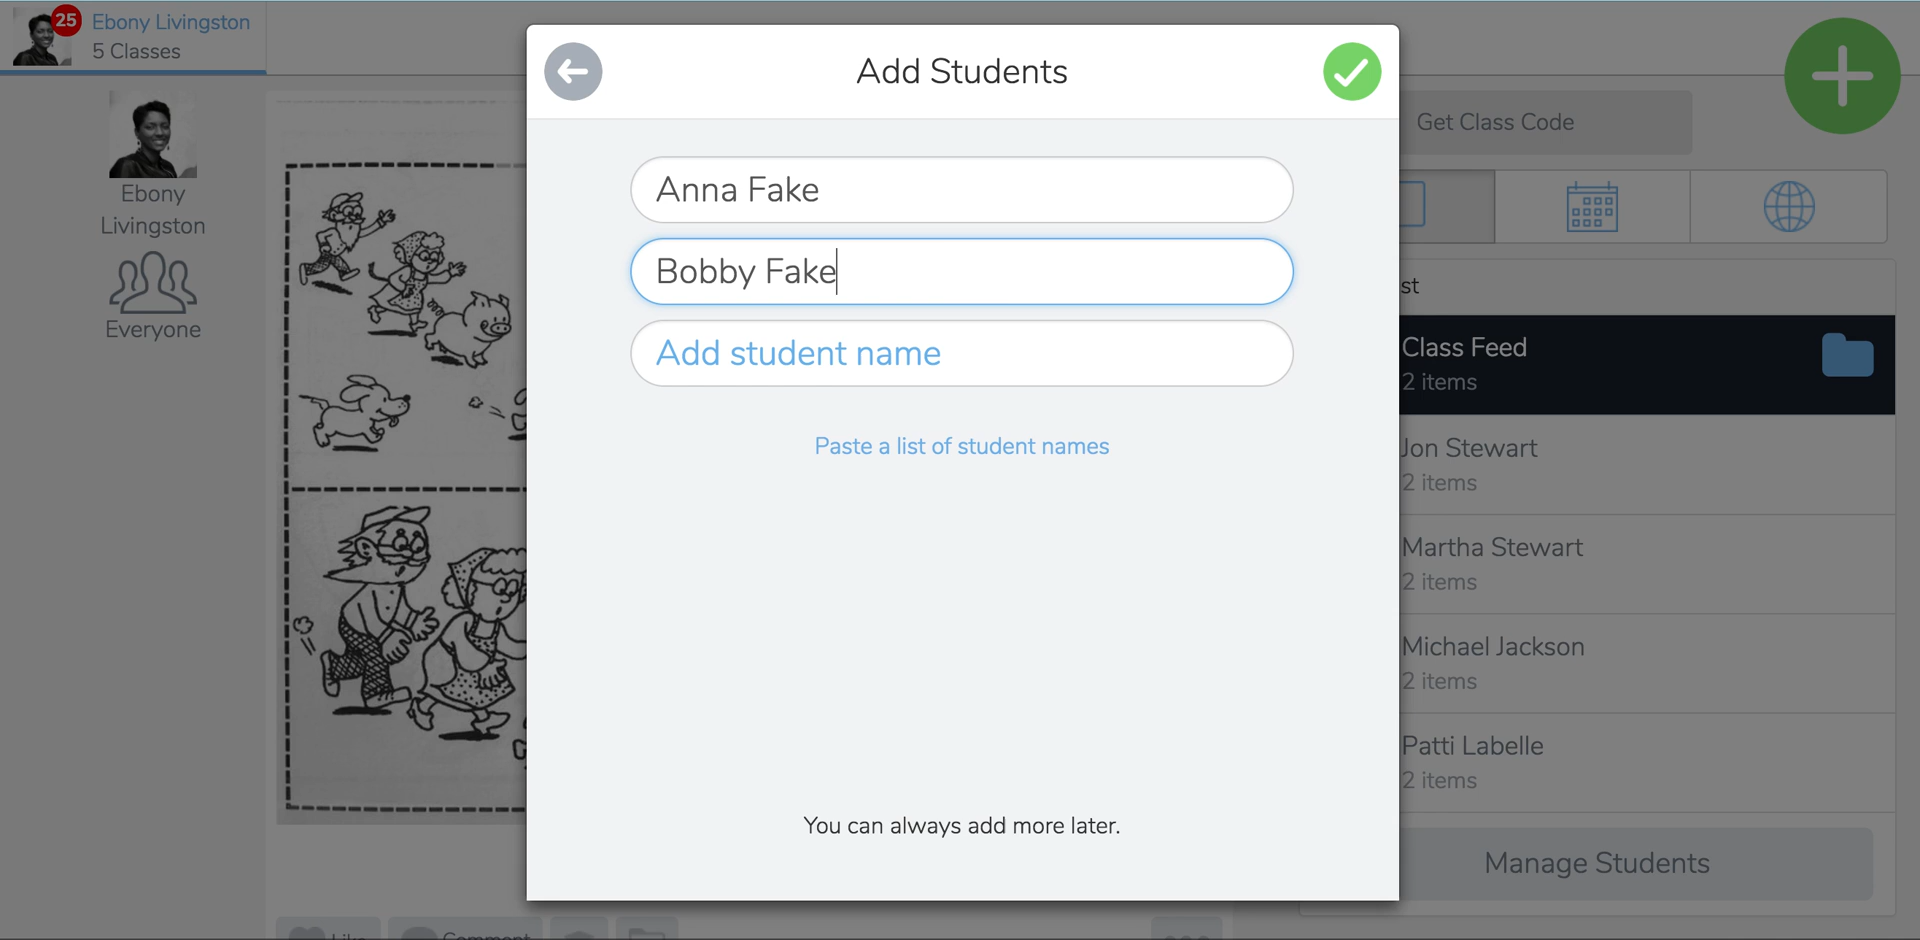 25
Ebony Livingston
5 Classes
Ebony
Livingston
Everyone
Add Students
Anna Fake
Bobby Fake
Add student name
Paste a list of student names
You can always add more later.
Get Class Code
st
Class Feed
2 items
Jon Stewart
2 items
Martha Stewart
2 items
Michael Jackson
2 items
Patti Labelle
2 items
Manage Students
Like
Comment